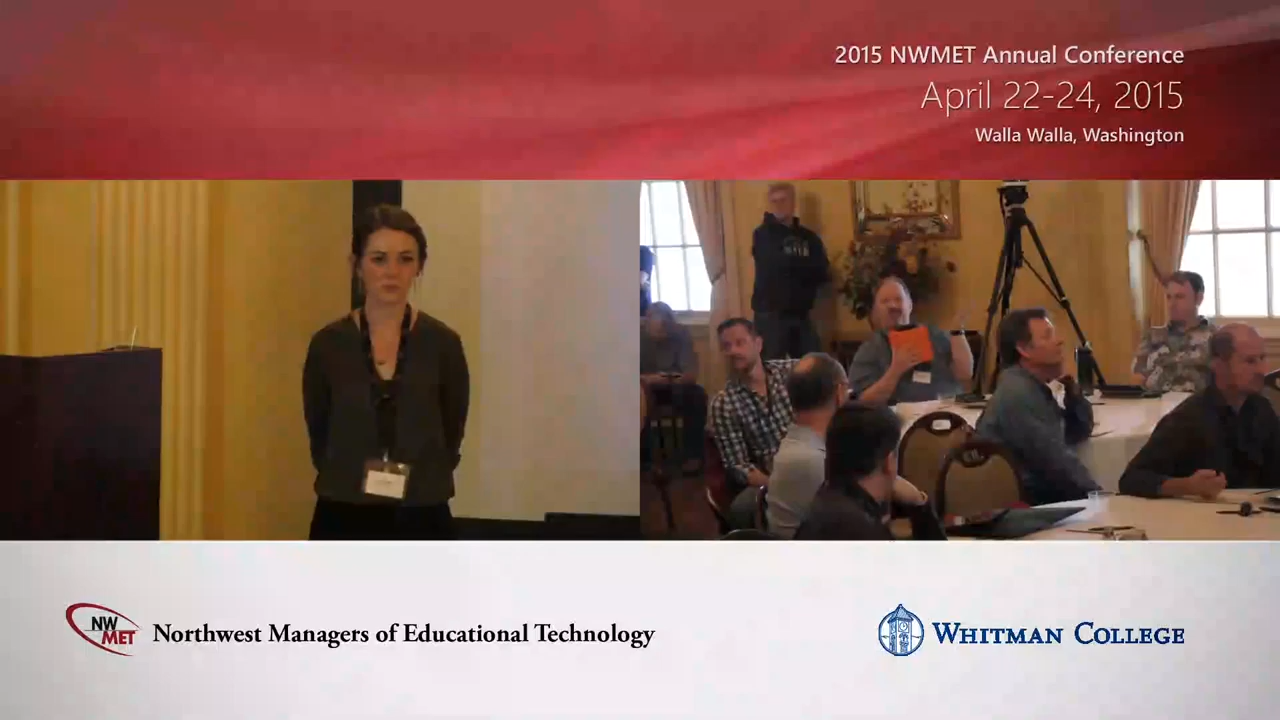 2015 NWMET Annual Conference
April 22-24, 2015
Walla Walla, Washington
NW
MET
Northwest Managers of Educational Technology
WHITMAN COLLEGE